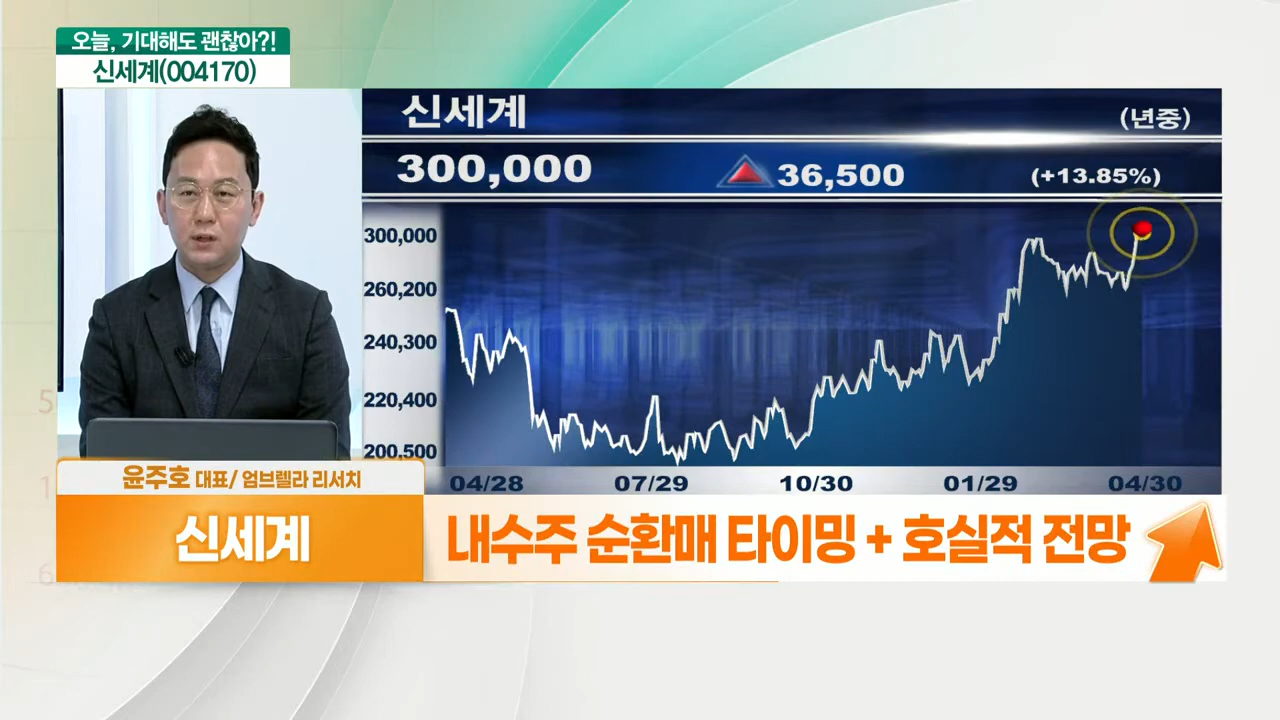 오늘, 기대해도 괜찮아?!
신세계(004170)
신세계
(년중)
300,000
36,500
(+13.85%)
300,000
260,200
240,300
220,400
200,500
04/28
07/29
10/30
01/29
04/30
윤주호 대표/ 엄브렐라 리서치
신세계
내수주 순환매 타이밍 + 호실적 전망
5
1
6